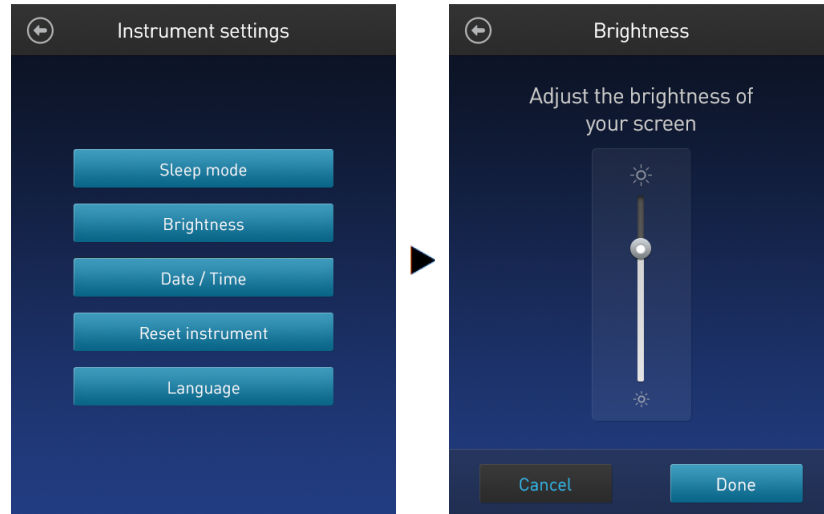 Instrument settings
Sleep mode
Brightness
Date / Time
Reset instrument
Language
Brightness
Adjust the brightness of
your screen
Cancel
Done